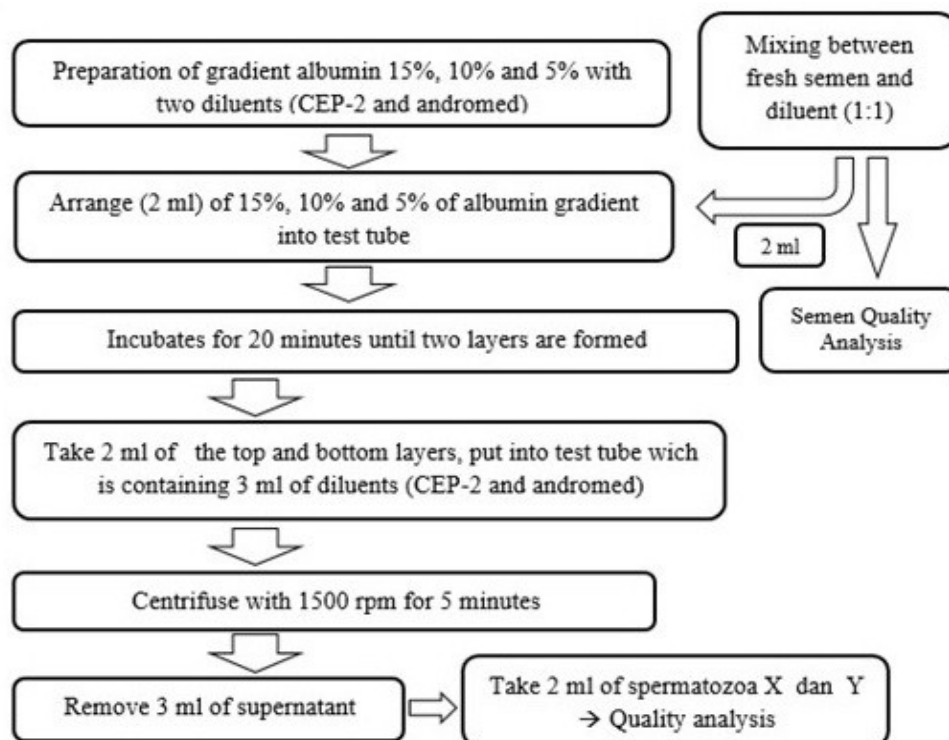 Preparation of gradient albumin 15%, 10% and 5% with
two diluents (CEP-2 and andromed)
Mixing between
fresh semen and
diluent (1:1)
Arrange (2 ml) of 15%, 10% and 5% of albumin gradient
into test tube
2 ml
Semen Quality
Analysis
Incubates for 20 minutes until two layers are formed
Take 2 ml of the top and bottom layers, put into test tube wich
is containing 3 ml of diluents (CEP-2 and andromed)
Centrifuse with 1500 rpm for 5 minutes
Remove 3 ml of supernatant
Take 2 ml of spermatozoa X dan Y
→ Quality analysis